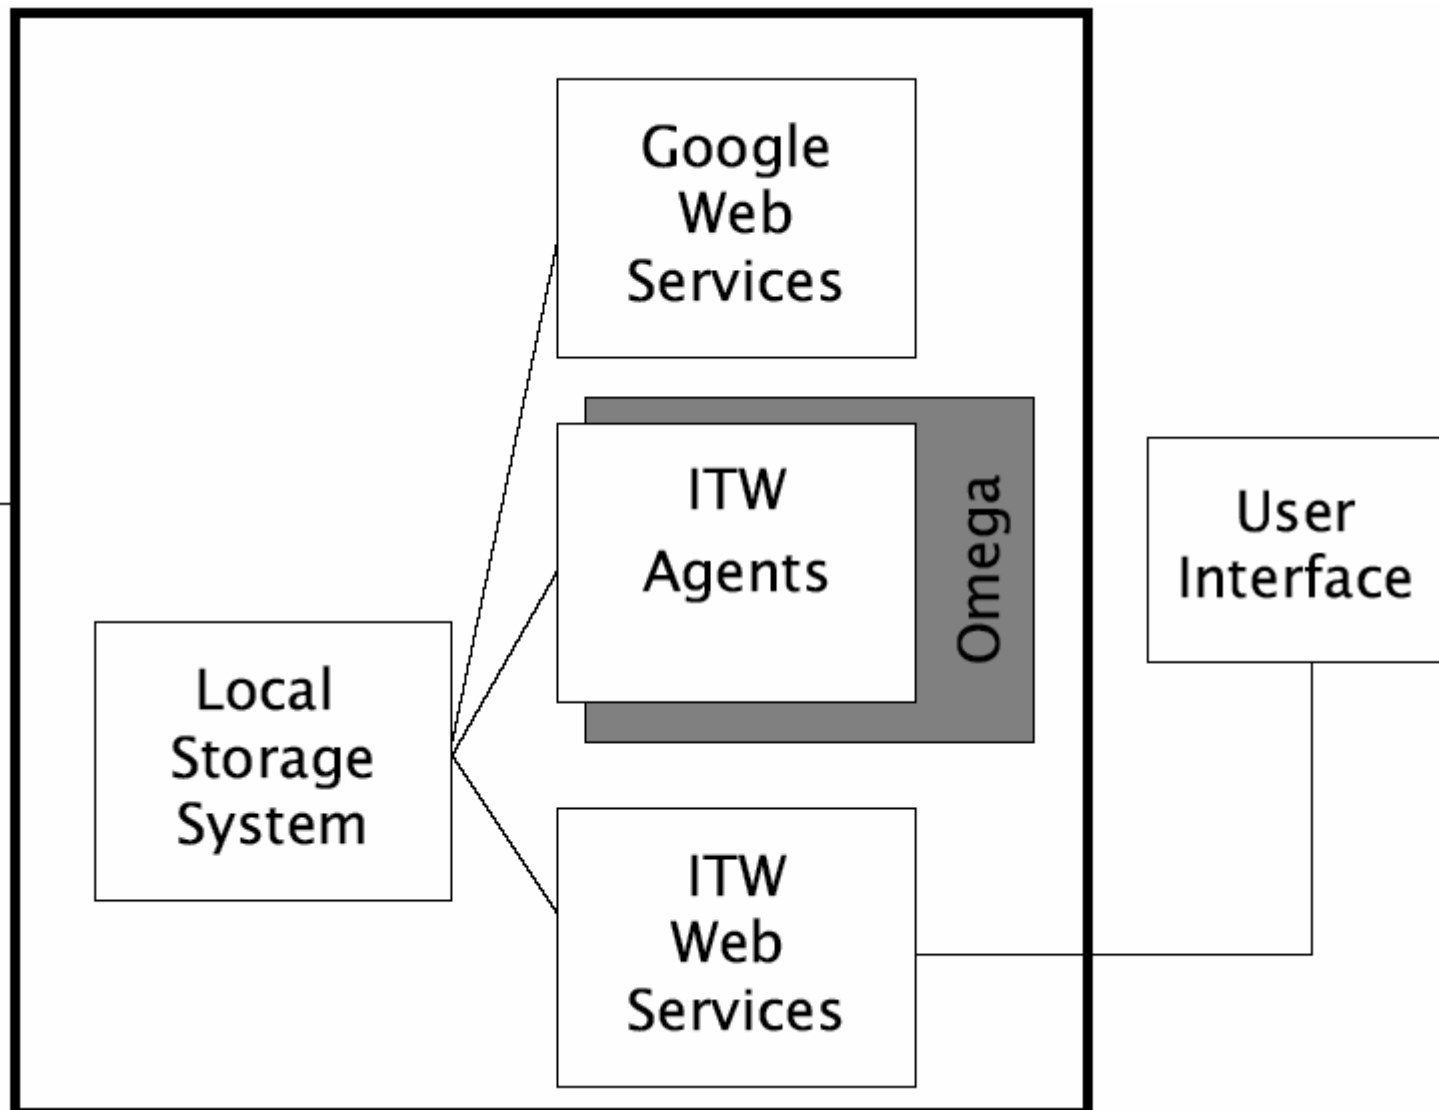 Google
Web
Services
ITW
Agents
Omega
User
Interface
Local
Storage
System
ITW
Web
Services